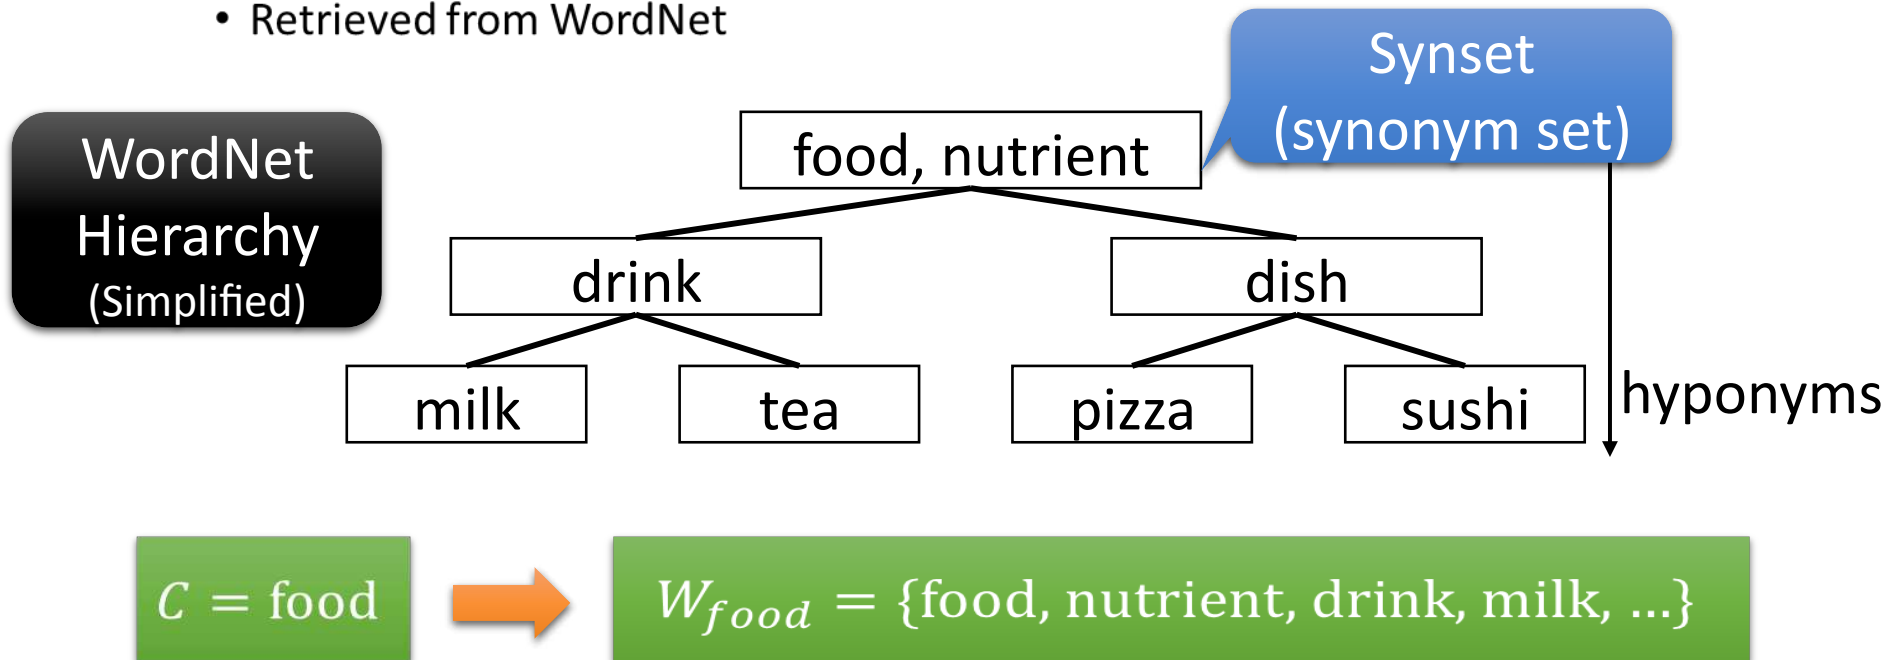 • Retrieved from WordNet
Synset
(synonym set)
WordNet
Hierarchy
(Simplified)
food, nutrient
drink
dish
milk
tea
pizza
sushi
hyponyms
C = food
W_food = {food, nutrient, drink, milk, ...}